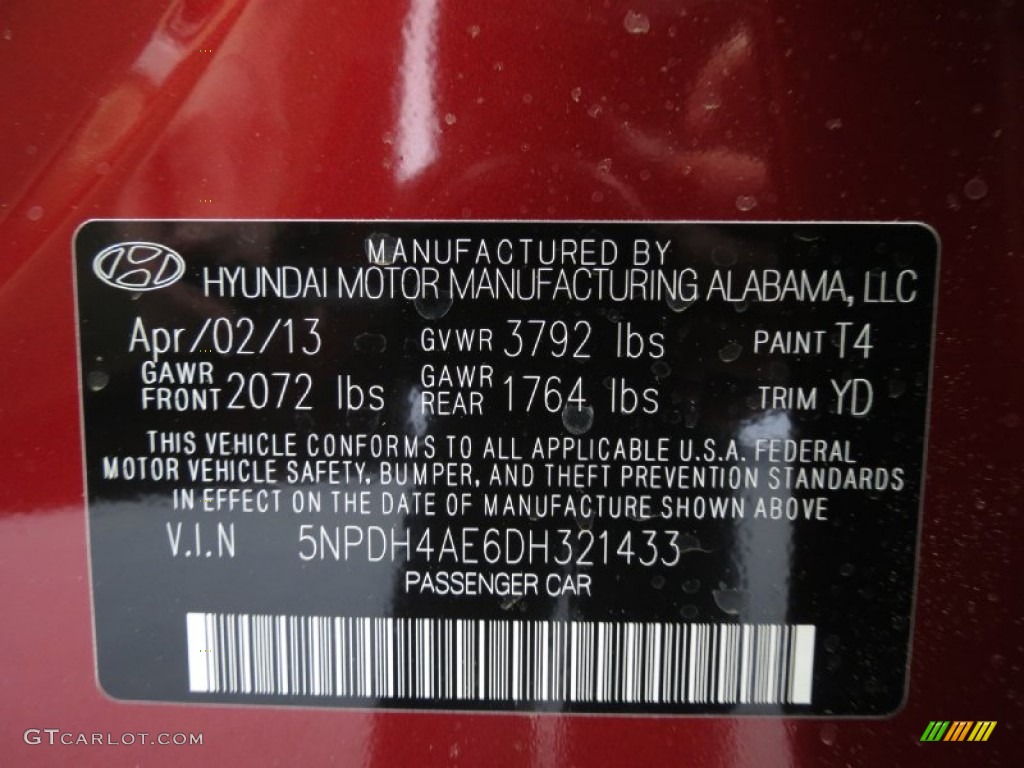 MANUFACTURED BY
HYUNDAI MOTOR MANUFACTURING ALABAMA, LLC
Apr/02/13 GVWR 3792 lbs PAINT T4
GAWR FRONT 2072 lbs GAWR REAR 1764 lbs TRIM YD
THIS VEHICLE CONFORMS TO ALL APPLICABLE U.S.A. FEDERAL
MOTOR VEHICLE SAFETY, BUMPER, AND THEFT PREVENTION STANDARDS
IN EFFECT ON THE DATE OF MANUFACTURE SHOWN ABOVE
V.I.N 5NPDH4AE6DH321433
PASSENGER CAR
GTCARLOT.COM